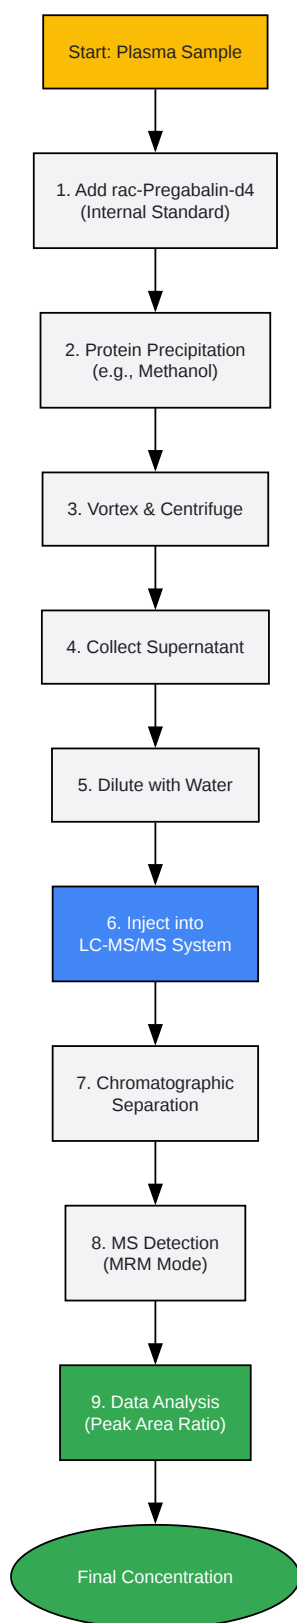 Start: Plasma Sample
1. Add rac-Pregabalin-d4
(Internal Standard)
2. Protein Precipitation
(e.g., Methanol)
3. Vortex & Centrifuge
4. Collect Supernatant
5. Dilute with Water
6. Inject into
LC-MS/MS System
7. Chromatographic
Separation
8. MS Detection
(MRM Mode)
9. Data Analysis
(Peak Area Ratio)
Final Concentration